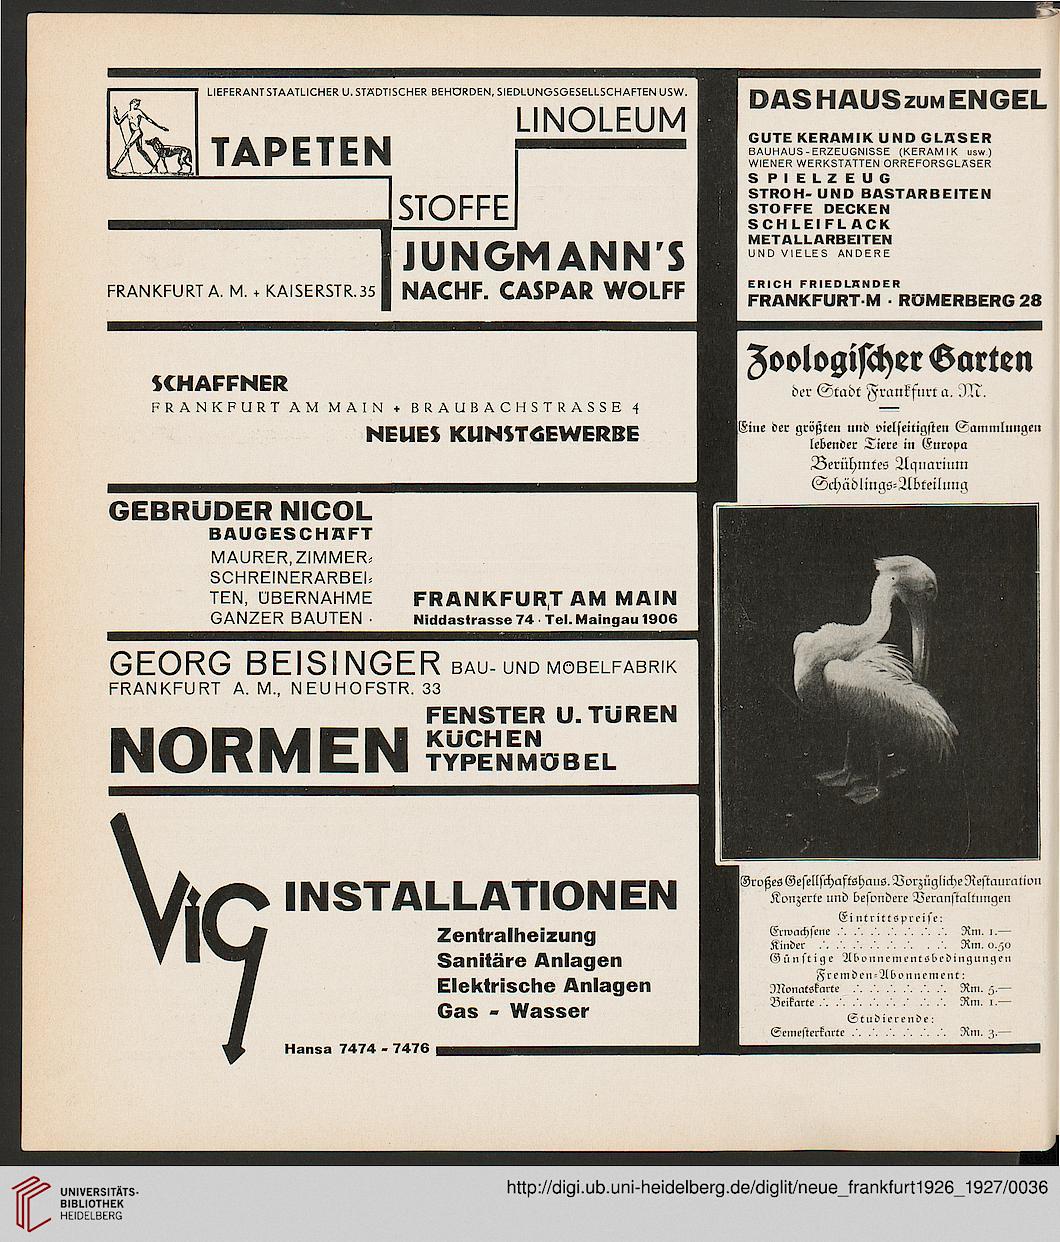 LIEFERANT STAATLICHER U. STÄDTISCHER BEHÖRDEN, SIEDLUNGSGESELLSCHAFTEN USW.
LINOLEUM
TAPETEN
STOFFE
JUNGMANN'S
FRANKFURT A. M. + KAISERSTR. 35
NACHF. CASPAR WOLFF
SCHAFFNER
FRANKFURT AM MAIN + BRAUBACHSTRASSE 4
NEUES KUNSTGEWERBE
GEBRÜDER NICOL
BAUGESCHÄFT
MAURER, ZIMMER-
SCHREINERARBEI-
TEN, ÜBERNAHME
GANZER BAUTEN ·
FRANKFURT AM MAIN
Niddastrasse 74 · Tel. Maingau 1906
GEORG BEISINGER BAU- UND MÖBELFABRIK
FRANKFURT A. M., NEUHOFSTR. 33
NORMEN
FENSTER U. TÜREN
KÜCHEN
TYPENMÖBEL
ViG
INSTALLATIONEN
Zentralheizung
Sanitäre Anlagen
Elektrische Anlagen
Gas - Wasser
Hansa 7474 - 7476
DAS HAUS ZUM ENGEL
GUTE KERAMIK UND GLÄSER
BAUHAUS-ERZEUGNISSE (KERAMIK usw.)
WIENER WERKSTÄTTEN ORREFORSGLÄSER
SPIELZEUG
STROH- UND BASTARBEITEN
STOFFE DECKEN
SCHLEIFLACK
METALLARBEITEN
UND VIELES ANDERE
ERICH FRIEDLÄNDER
FRANKFURT·M · RÖMERBERG 28
Zoologischer Garten
der Stadt Frankfurt a. M.
Eine der größten und vielseitigsten Sammlungen
lebender Tiere in Europa
Berühmtes Aquarium
Schädlings-Abteilung
Großes Gesellschaftshaus. Vorzügliche Restauration
Konzerte und besondere Veranstaltungen
Eintrittspreise:
Erwachsene .·. .·. .·. .·. .·. .·. Rm. 1.—
Kinder .·. .·. .·. .·. .·. . .·. Rm. 0.50
Günstige Abonnementsbedingungen
Fremden-Abonnement:
Monatskarte .·. .·. .·. .·. .·. .·. Rm. 5.—
Beikarte .·. .·. .·. .·. .·. .·. .·. Rm. 1.—
Studierende:
Semesterkarte .·. .·. .·. .·. .·. .·. Rm. 3.—
UNIVERSITÄTS-
BIBLIOTHEK
HEIDELBERG
http://digi.ub.uni-heidelberg.de/diglit/neue_frankfurt1926_1927/0036